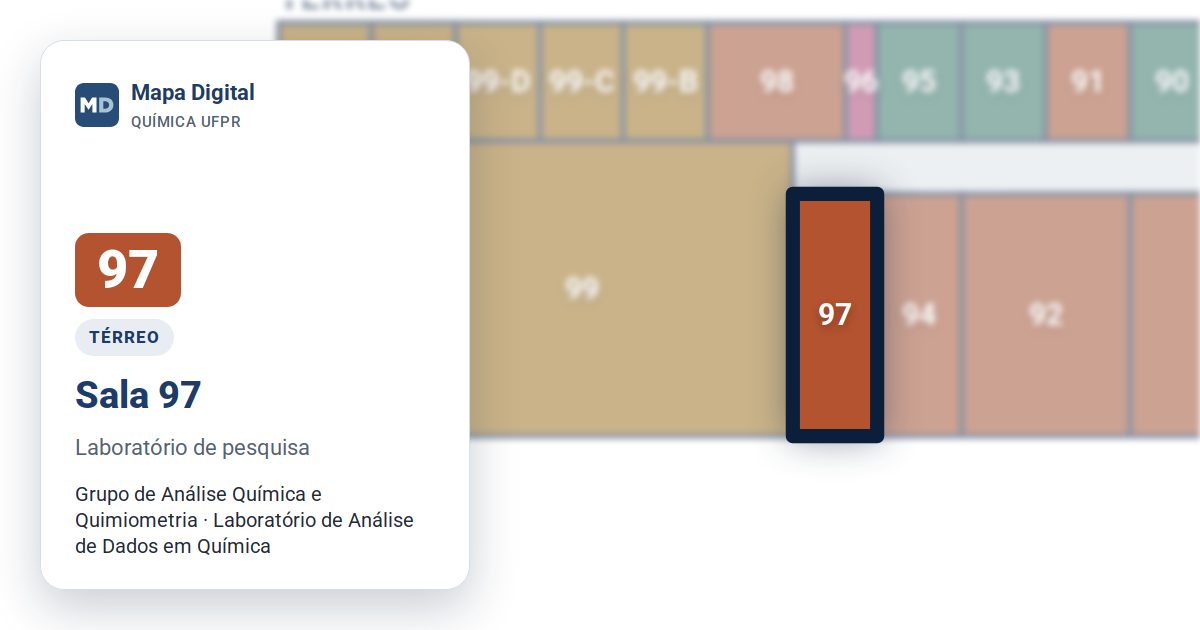 MD
Mapa Digital
QUÍMICA UFPR
97
TÉRREO
Sala 97
Laboratório de pesquisa
Grupo de Análise Química e
Quimiometria · Laboratório de Análise
de Dados em Química
99-D 99-C 99-B 98 96 95 93 91 90
99 97 94 92